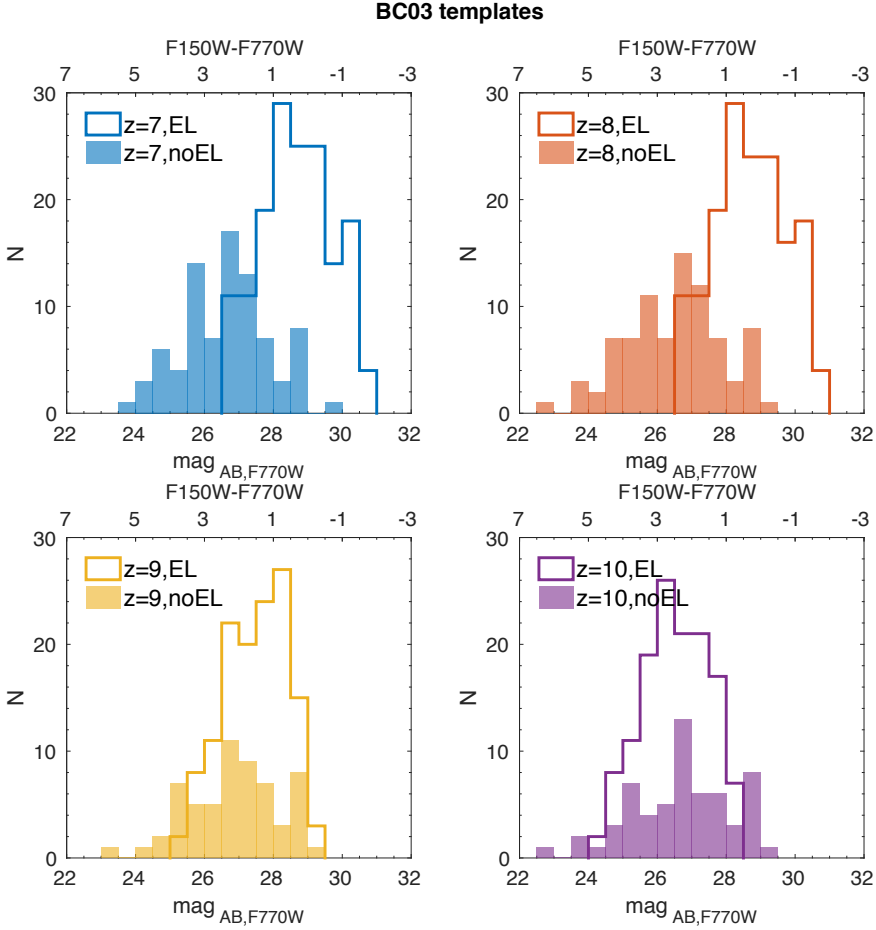 BC03 templates
F150W-F770W
7 5 3 1 -1 -3
30
20
10
0
N
z=7,EL
z=7,noEL
22 24 26 28 30 32
mag AB,F770W
F150W-F770W
7 5 3 1 -1 -3
30
20
10
0
N
z=8,EL
z=8,noEL
22 24 26 28 30 32
mag AB,F770W
F150W-F770W
7 5 3 1 -1 -3
30
20
10
0
N
z=9,EL
z=9,noEL
22 24 26 28 30 32
mag AB,F770W
F150W-F770W
7 5 3 1 -1 -3
30
20
10
0
N
z=10,EL
z=10,noEL
22 24 26 28 30 32
mag AB,F770W